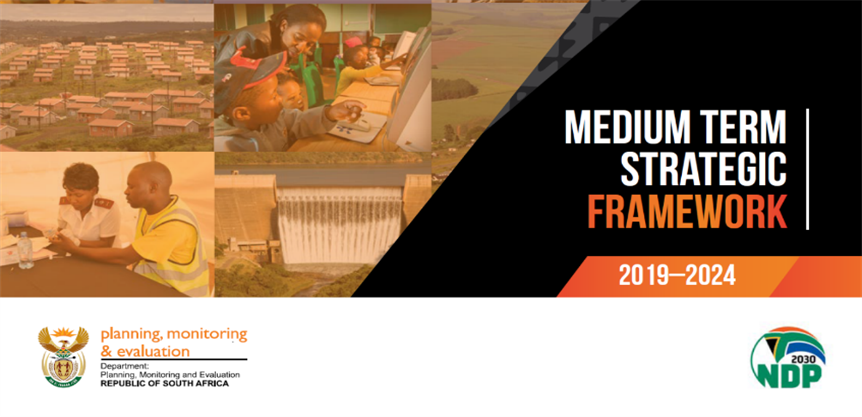 MEDIUM TERM
STRATEGIC
FRAMEWORK
2019–2024
planning, monitoring
& evaluation
Department:
Planning, Monitoring and Evaluation
REPUBLIC OF SOUTH AFRICA
2030
NDP